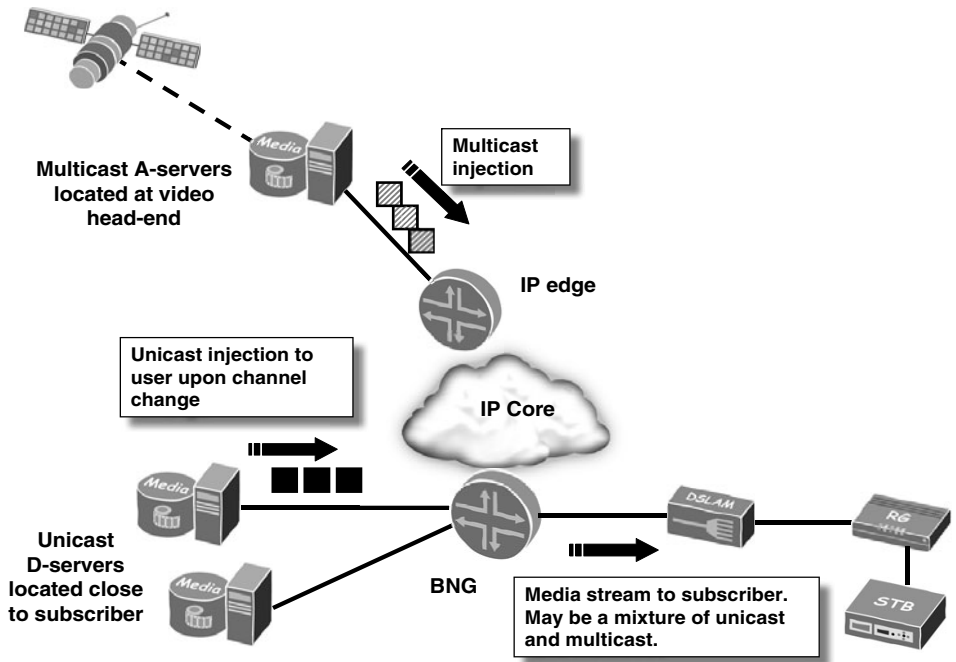 Media
Multicast A-servers
located at video
head-end
Multicast
injection
IP edge
Unicast injection to
user upon channel
change
IP Core
Media
DSLAM
RG
Unicast
D-servers
located close
to subscriber
Media
BNG
Media stream to subscriber.
May be a mixture of unicast
and multicast.
STB